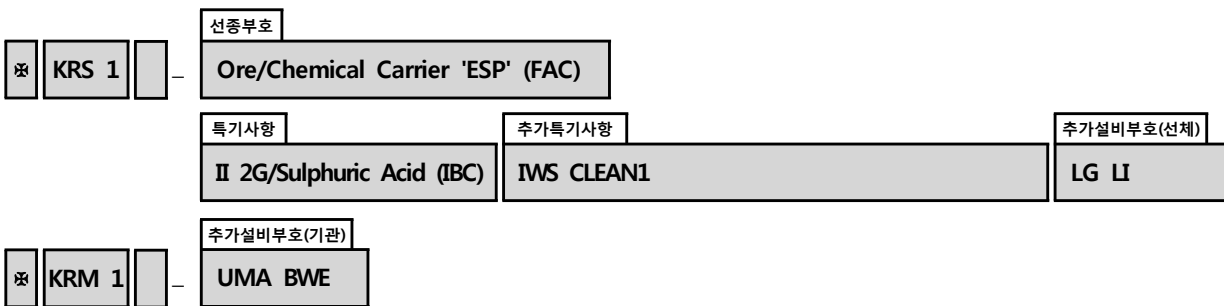 선종부호
✠ KRS 1 – Ore/Chemical Carrier 'ESP' (FAC)
특기사항 추가특기사항 추가설비부호(선체)
Ⅱ 2G/Sulphuric Acid (IBC) IWS CLEAN1 LG LI
추가설비부호(기관)
✠ KRM 1 – UMA BWE